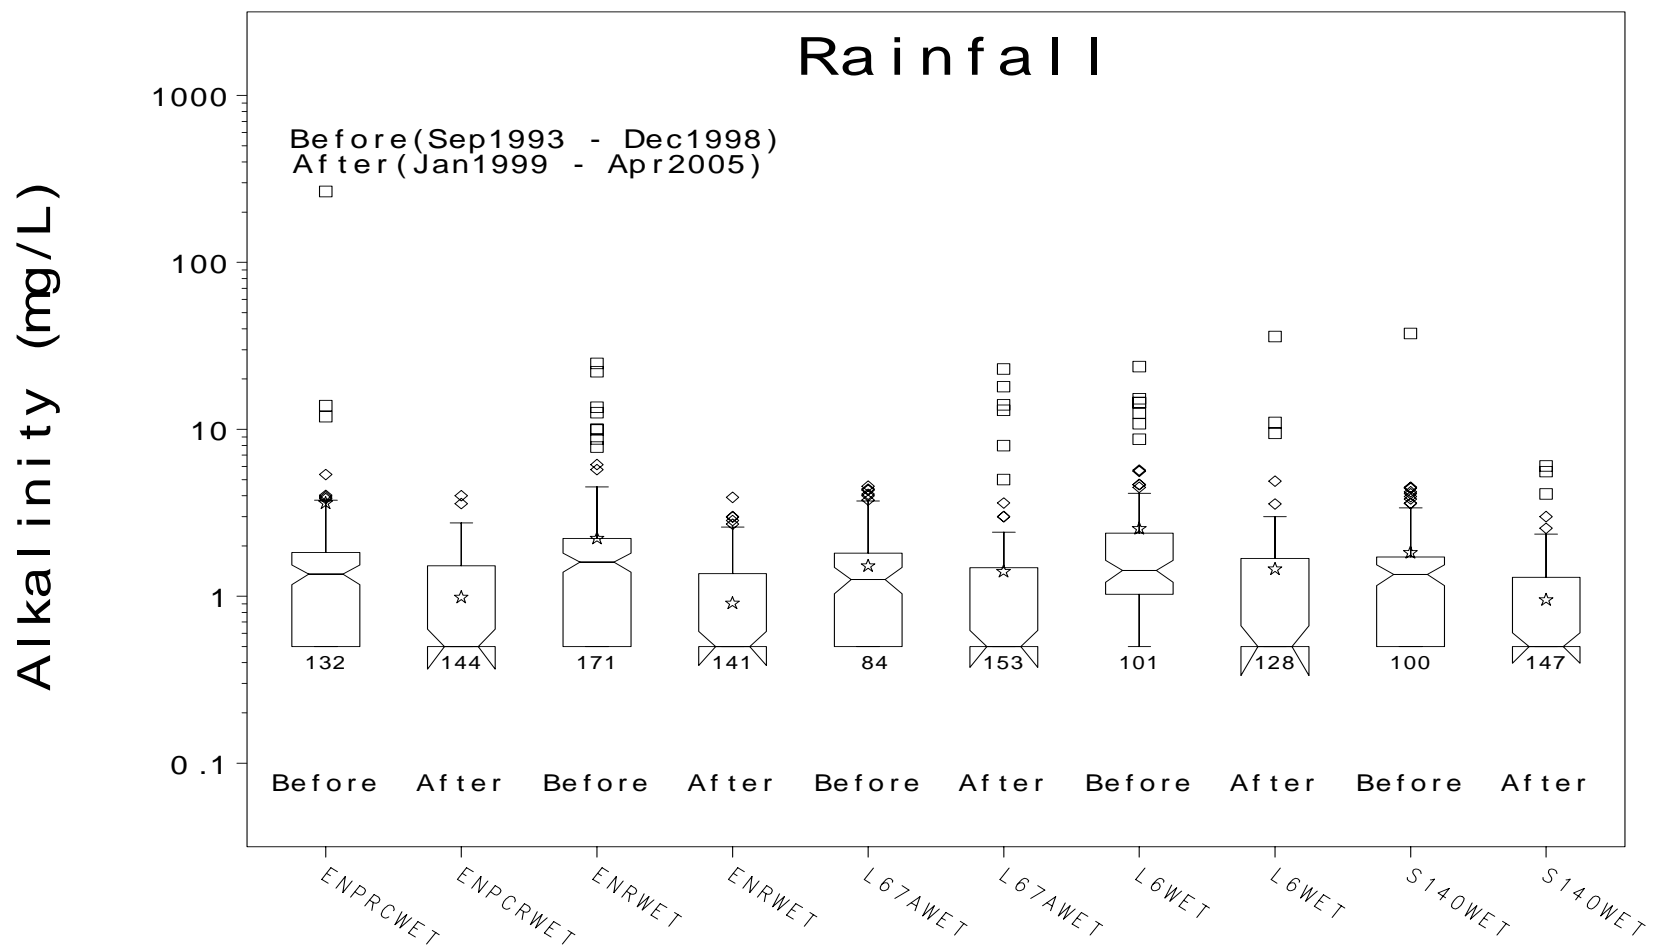 Rainfall
1000
Before(Sep1993 - Dec1998)
After(Jan1999 - Apr2005)
Alkalinity (mg/L)
100
10
1
132 144 171 141 84 153 101 128 100 147
0.1
Before After Before After Before After Before After Before After
ENPRCWET ENPCRWET ENRWET ENRWET L67AWET L67AWET L6WET L6WET S140WET S140WET